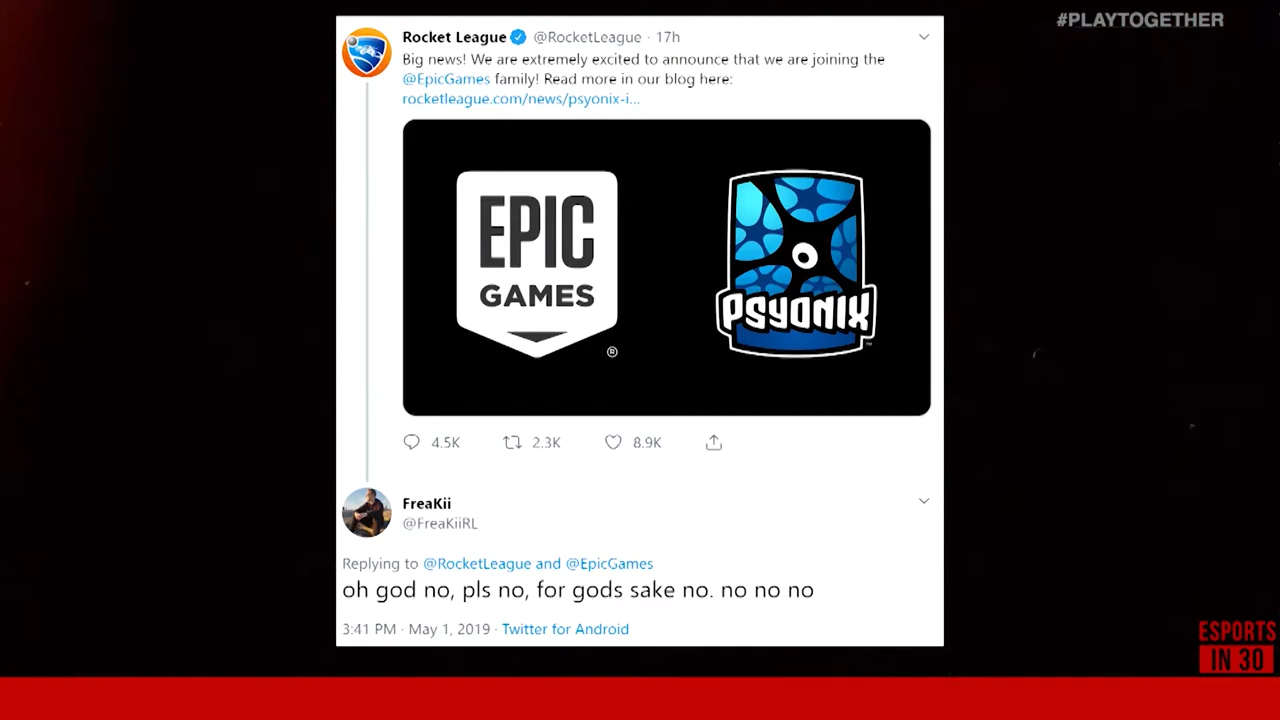 #PLAYTOGETHER
Rocket League @RocketLeague · 17h
Big news! We are extremely excited to announce that we are joining the
@EpicGames family! Read more in our blog here:
rocketleague.com/news/psyonix-i...
EPIC
GAMES
®
PSYONIX
™
4.5K 2.3K 8.9K
FreaKii
@FreaKiiRL
Replying to @RocketLeague and @EpicGames
oh god no, pls no, for gods sake no. no no no
3:41 PM · May 1, 2019 · Twitter for Android
ESPORTS
IN 30